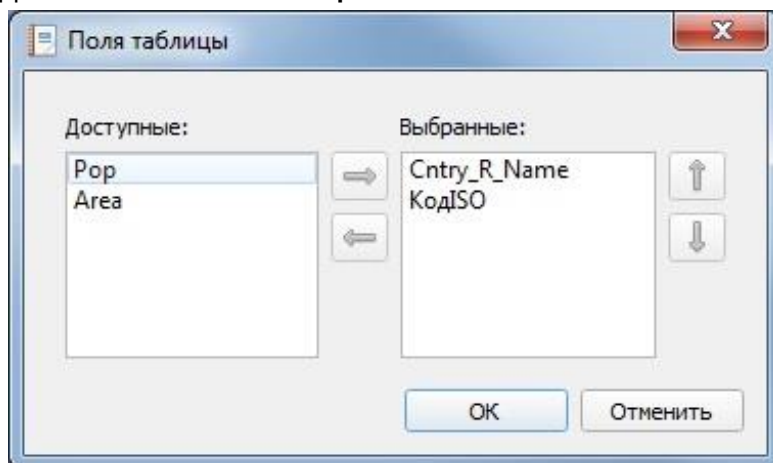 Поля таблицы
Доступные:
Выбранные:
Pop
Area
Cntry_R_Name
КодISO
OK
Отменить